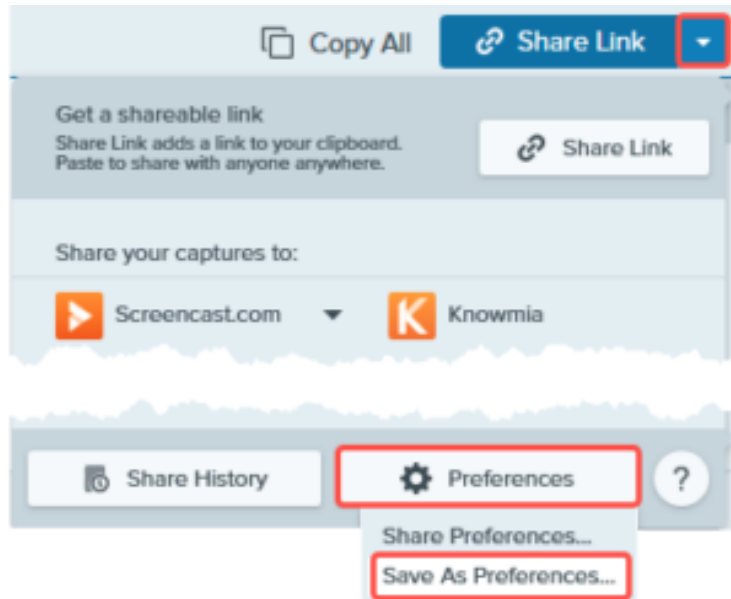 Copy All
Share Link
Get a shareable link
Share Link adds a link to your clipboard.
Paste to share with anyone anywhere.
Share Link
Share your captures to:
Screencast.com
Knowmia
Share History
Preferences
?
Share Preferences...
Save As Preferences...